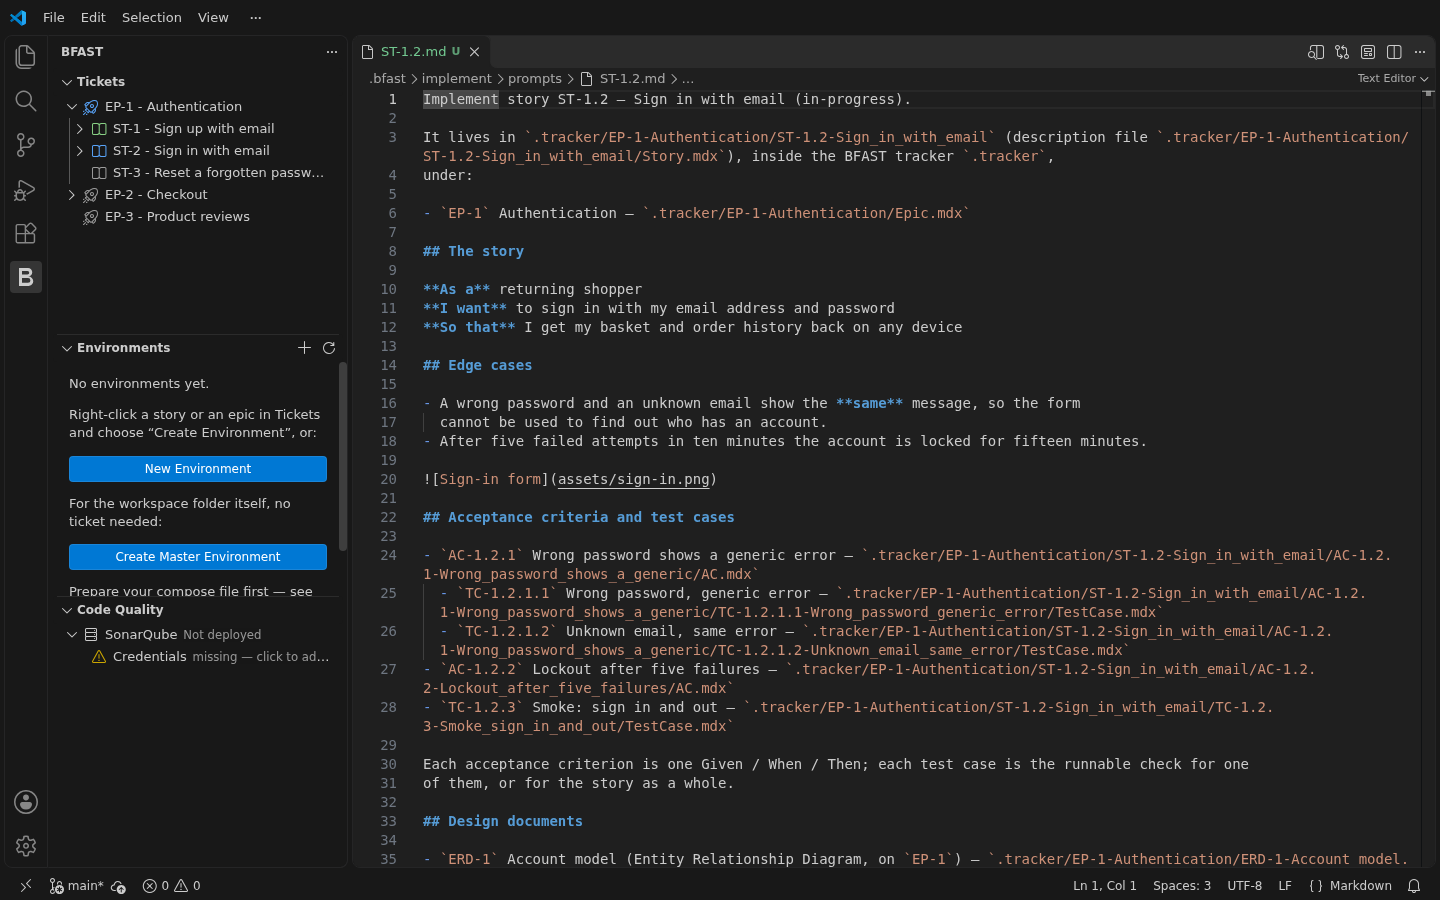 File Edit Selection View ...
BFAST
Tickets
EP-1 - Authentication
ST-1 - Sign up with email
ST-2 - Sign in with email
ST-3 - Reset a forgotten passw...
EP-2 - Checkout
EP-3 - Product reviews
B
Environments
No environments yet.
Right-click a story or an epic in Tickets
and choose “Create Environment”, or:
New Environment
For the workspace folder itself, no
ticket needed:
Create Master Environment
Prepare your compose file first — see
Code Quality
SonarQube Not deployed
Credentials missing — click to ad...
ST-1.2.md U
.bfast > implement > prompts > ST-1.2.md > ...
Text Editor
1 Implement story ST-1.2 — Sign in with email (in-progress).
2
3 It lives in `.tracker/EP-1-Authentication/ST-1.2-Sign_in_with_email` (description file `.tracker/EP-1-Authentication/
ST-1.2-Sign_in_with_email/Story.mdx`), inside the BFAST tracker `.tracker`,
4 under:
5
6 - `EP-1` Authentication — `.tracker/EP-1-Authentication/Epic.mdx`
7
8 ## The story
9
10 **As a** returning shopper
11 **I want** to sign in with my email address and password
12 **So that** I get my basket and order history back on any device
13
14 ## Edge cases
15
16 - A wrong password and an unknown email show the **same** message, so the form
17 cannot be used to find out who has an account.
18 - After five failed attempts in ten minutes the account is locked for fifteen minutes.
19
20 ![Sign-in form](assets/sign-in.png)
21
22 ## Acceptance criteria and test cases
23
24 - `AC-1.2.1` Wrong password shows a generic error — `.tracker/EP-1-Authentication/ST-1.2-Sign_in_with_email/AC-1.2.
1-Wrong_password_shows_a_generic/AC.mdx`
25 - `TC-1.2.1.1` Wrong password, generic error — `.tracker/EP-1-Authentication/ST-1.2-Sign_in_with_email/AC-1.2.
1-Wrong_password_shows_a_generic/TC-1.2.1.1-Wrong_password_generic_error/TestCase.mdx`
26 - `TC-1.2.1.2` Unknown email, same error — `.tracker/EP-1-Authentication/ST-1.2-Sign_in_with_email/AC-1.2.
1-Wrong_password_shows_a_generic/TC-1.2.1.2-Unknown_email_same_error/TestCase.mdx`
27 - `AC-1.2.2` Lockout after five failures — `.tracker/EP-1-Authentication/ST-1.2-Sign_in_with_email/AC-1.2.
2-Lockout_after_five_failures/AC.mdx`
28 - `TC-1.2.3` Smoke: sign in and out — `.tracker/EP-1-Authentication/ST-1.2-Sign_in_with_email/TC-1.2.
3-Smoke_sign_in_and_out/TestCase.mdx`
29
30 Each acceptance criterion is one Given / When / Then; each test case is the runnable check for one
31 of them, or for the story as a whole.
32
33 ## Design documents
34
35 - `ERD-1` Account model (Entity Relationship Diagram, on `EP-1`) — `.tracker/EP-1-Authentication/ERD-1-Account_model.
main* 0 0 Ln 1, Col 1 Spaces: 3 UTF-8 LF { } Markdown